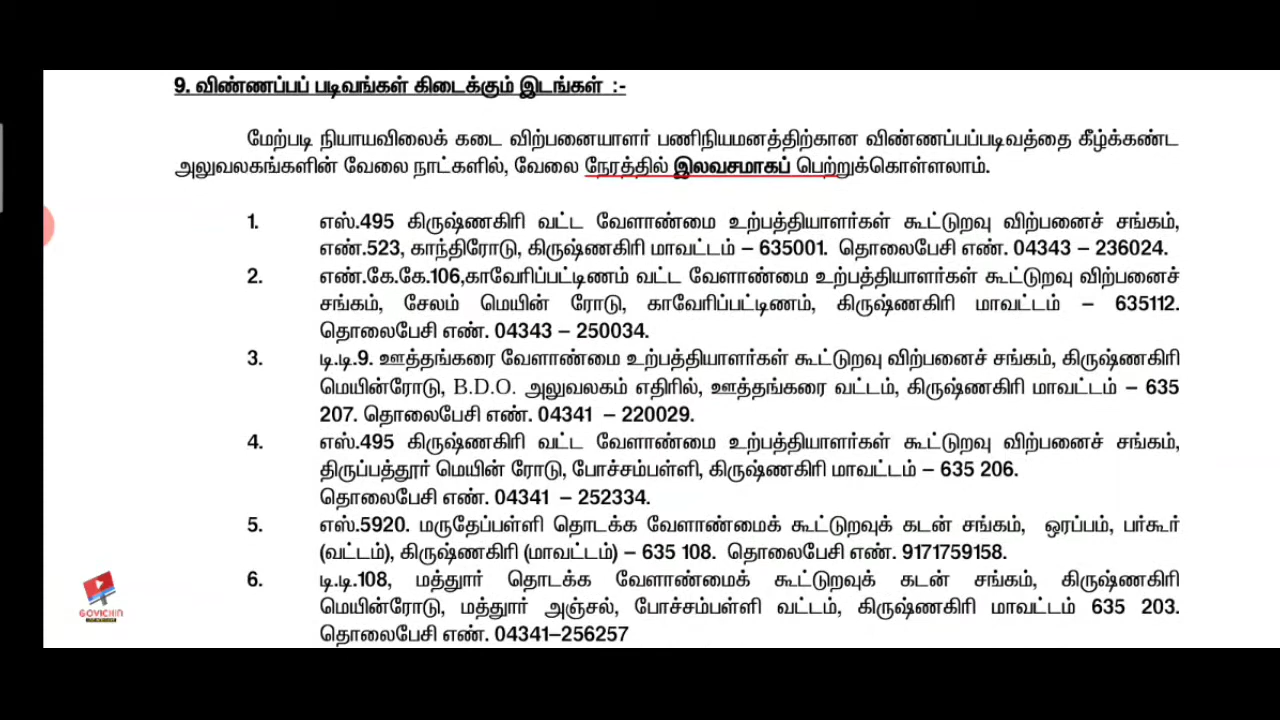 9. விண்ணப்பப் படிவங்கள் கிடைக்கும் இடங்கள் :-
மேற்படி நியாயவிலைக் கடை விற்பனையாளர் பணிநியமனத்திற்கான விண்ணப்பப்படிவத்தை கீழ்க்கண்ட
அலுவலகங்களின் வேலை நாட்களில், வேலை நேரத்தில் இலவசமாகப் பெற்றுக்கொள்ளலாம்.
1. எஸ்.495 கிருஷ்ணகிரி வட்ட வேளாண்மை உற்பத்தியாளர்கள் கூட்டுறவு விற்பனைச் சங்கம்,
எண்.523, காந்திரோடு, கிருஷ்ணகிரி மாவட்டம் – 635001. தொலைபேசி எண். 04343 – 236024.
2. எண்.கே.கே.106,காவேரிப்பட்டிணம் வட்ட வேளாண்மை உற்பத்தியாளர்கள் கூட்டுறவு விற்பனைச்
சங்கம், சேலம் மெயின் ரோடு, காவேரிப்பட்டிணம், கிருஷ்ணகிரி மாவட்டம் – 635112.
தொலைபேசி எண். 04343 – 250034.
3. டி.டி.9. ஊத்தங்கரை வேளாண்மை உற்பத்தியாளர்கள் கூட்டுறவு விற்பனைச் சங்கம், கிருஷ்ணகிரி
மெயின்ரோடு, B.D.O. அலுவலகம் எதிரில், ஊத்தங்கரை வட்டம், கிருஷ்ணகிரி மாவட்டம் – 635
207. தொலைபேசி எண். 04341 – 220029.
4. எஸ்.495 கிருஷ்ணகிரி வட்ட வேளாண்மை உற்பத்தியாளர்கள் கூட்டுறவு விற்பனைச் சங்கம்,
திருப்பத்தூர் மெயின் ரோடு, போச்சம்பள்ளி, கிருஷ்ணகிரி மாவட்டம் – 635 206.
தொலைபேசி எண். 04341 – 252334.
5. எஸ்.5920. மருதேப்பள்ளி தொடக்க வேளாண்மைக் கூட்டுறவுக் கடன் சங்கம், ஒரப்பம், பர்கூர்
(வட்டம்), கிருஷ்ணகிரி (மாவட்டம்) – 635 108. தொலைபேசி எண். 9171759158.
6. டி.டி.108, மத்தூர் தொடக்க வேளாண்மைக் கூட்டுறவுக் கடன் சங்கம், கிருஷ்ணகிரி
மெயின்ரோடு, மத்தூர் அஞ்சல், போச்சம்பள்ளி வட்டம், கிருஷ்ணகிரி மாவட்டம் 635 203.
தொலைபேசி எண். 04341–256257
GOVICHIN